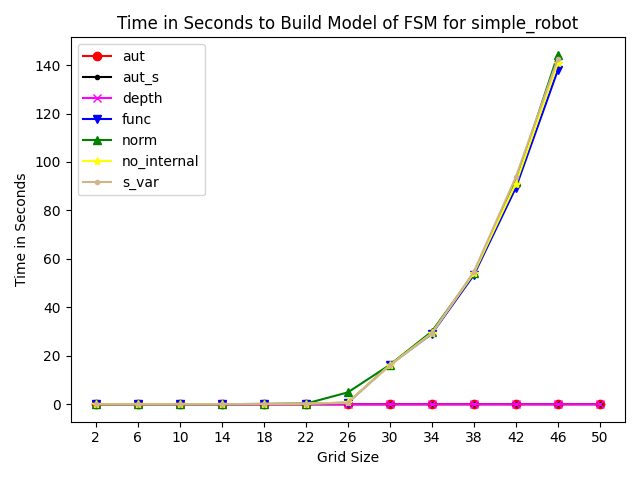 Time in Seconds to Build Model of FSM for simple_robot
aut
aut_s
depth
func
norm
no_internal
s_var
Time in Seconds
140
120
100
80
60
40
20
0
2 6 10 14 18 22 26 30 34 38 42 46 50
Grid Size